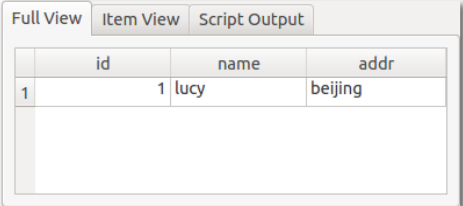 Full View Item View Script Output
id name addr
1 1 lucy beijing